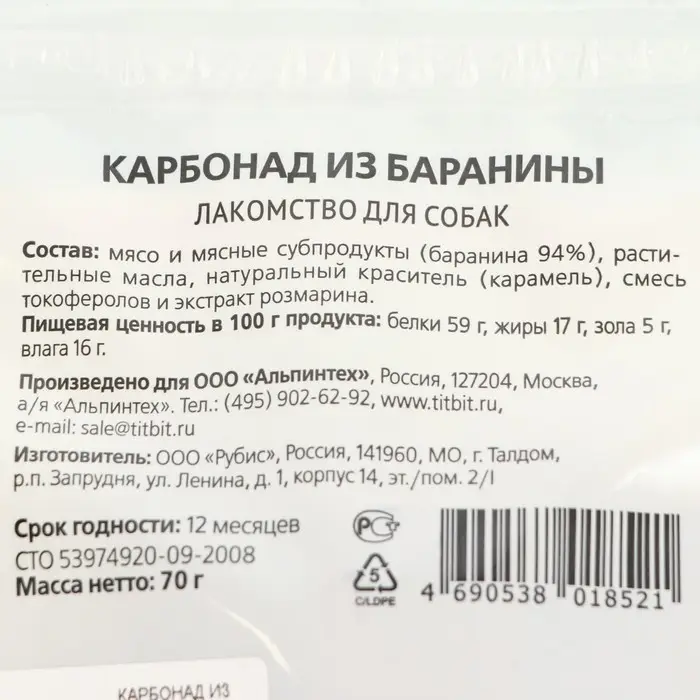 КАРБОНАД ИЗ БАРАНИНЫ
ЛАКОМСТВО ДЛЯ СОБАК
Состав: мясо и мясные субпродукты (баранина 94%), расти-
тельные масла, натуральный краситель (карамель), смесь
токоферолов и экстракт розмарина.
Пищевая ценность в 100 г продукта: белки 59 г, жиры 17 г, зола 5 г,
влага 16 г.
Произведено для ООО «Альпинтех», Россия, 127204, Москва,
а/я «Альпинтех». Тел.: (495) 902-62-92, www.titbit.ru,
e-mail: sale@titbit.ru
Изготовитель: ООО «Рубис», Россия, 141960, МО, г. Талдом,
р.п. Запрудня, ул. Ленина, д. 1, корпус 14, эт./пом. 2/I
Срок годности: 12 месяцев
СТО 53974920-09-2008
Масса нетто: 70 г
РСТ
5
C/LDPE
4 690538 018521
КАРБОНАД ИЗ